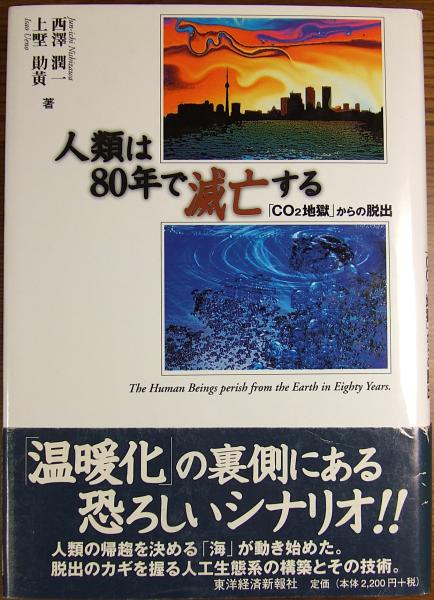 西澤 潤一
Jun-ichi Nishizawa
上墅 勛黃
Isao Ueno
著
人類は
80年で滅亡する
「CO2地獄」からの脱出
The Human Beings perish from the Earth in Eighty Years.
「温暖化」の裏側にある
恐ろしいシナリオ!!
人類の帰趨を決める「海」が動き始めた。
脱出のカギを握る人工生態系の構築とその技術。
東洋経済新報社 定価（本体2,200円+税）